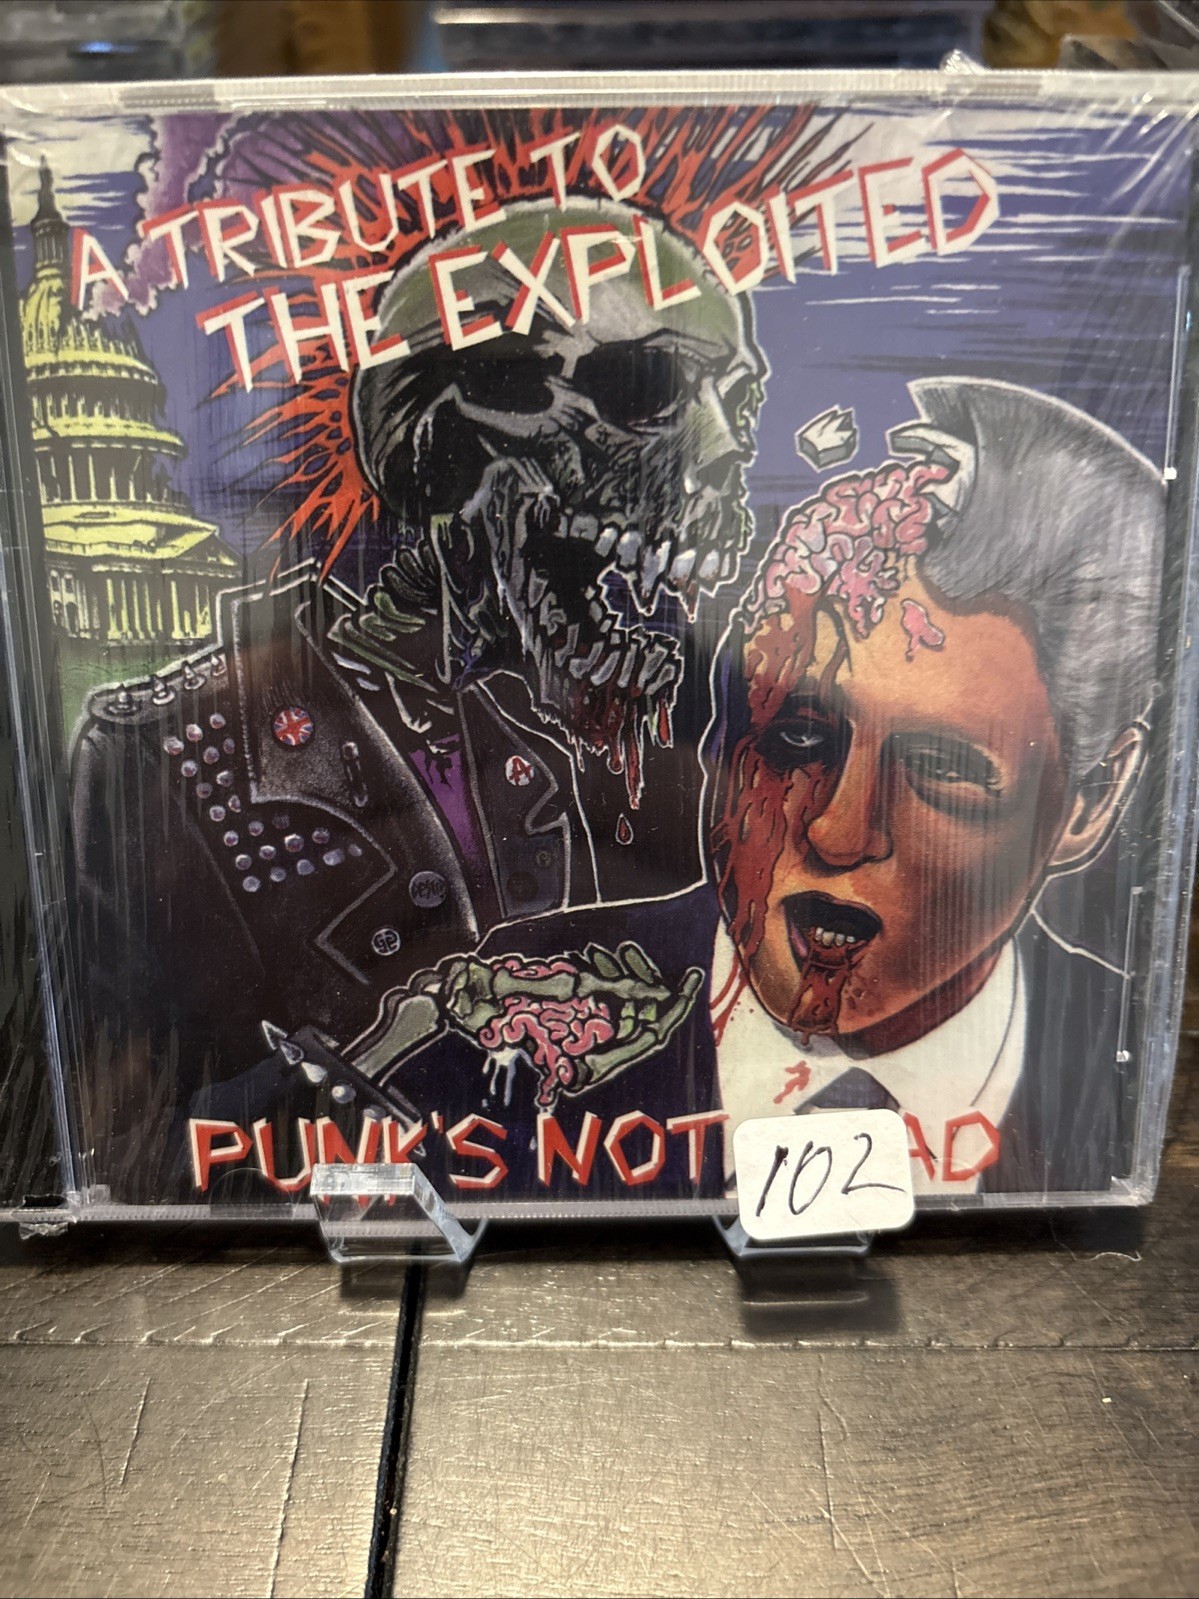 A TRIBUTE TO
THE EXPLOITED
A
PUNK'S NOT AD
102